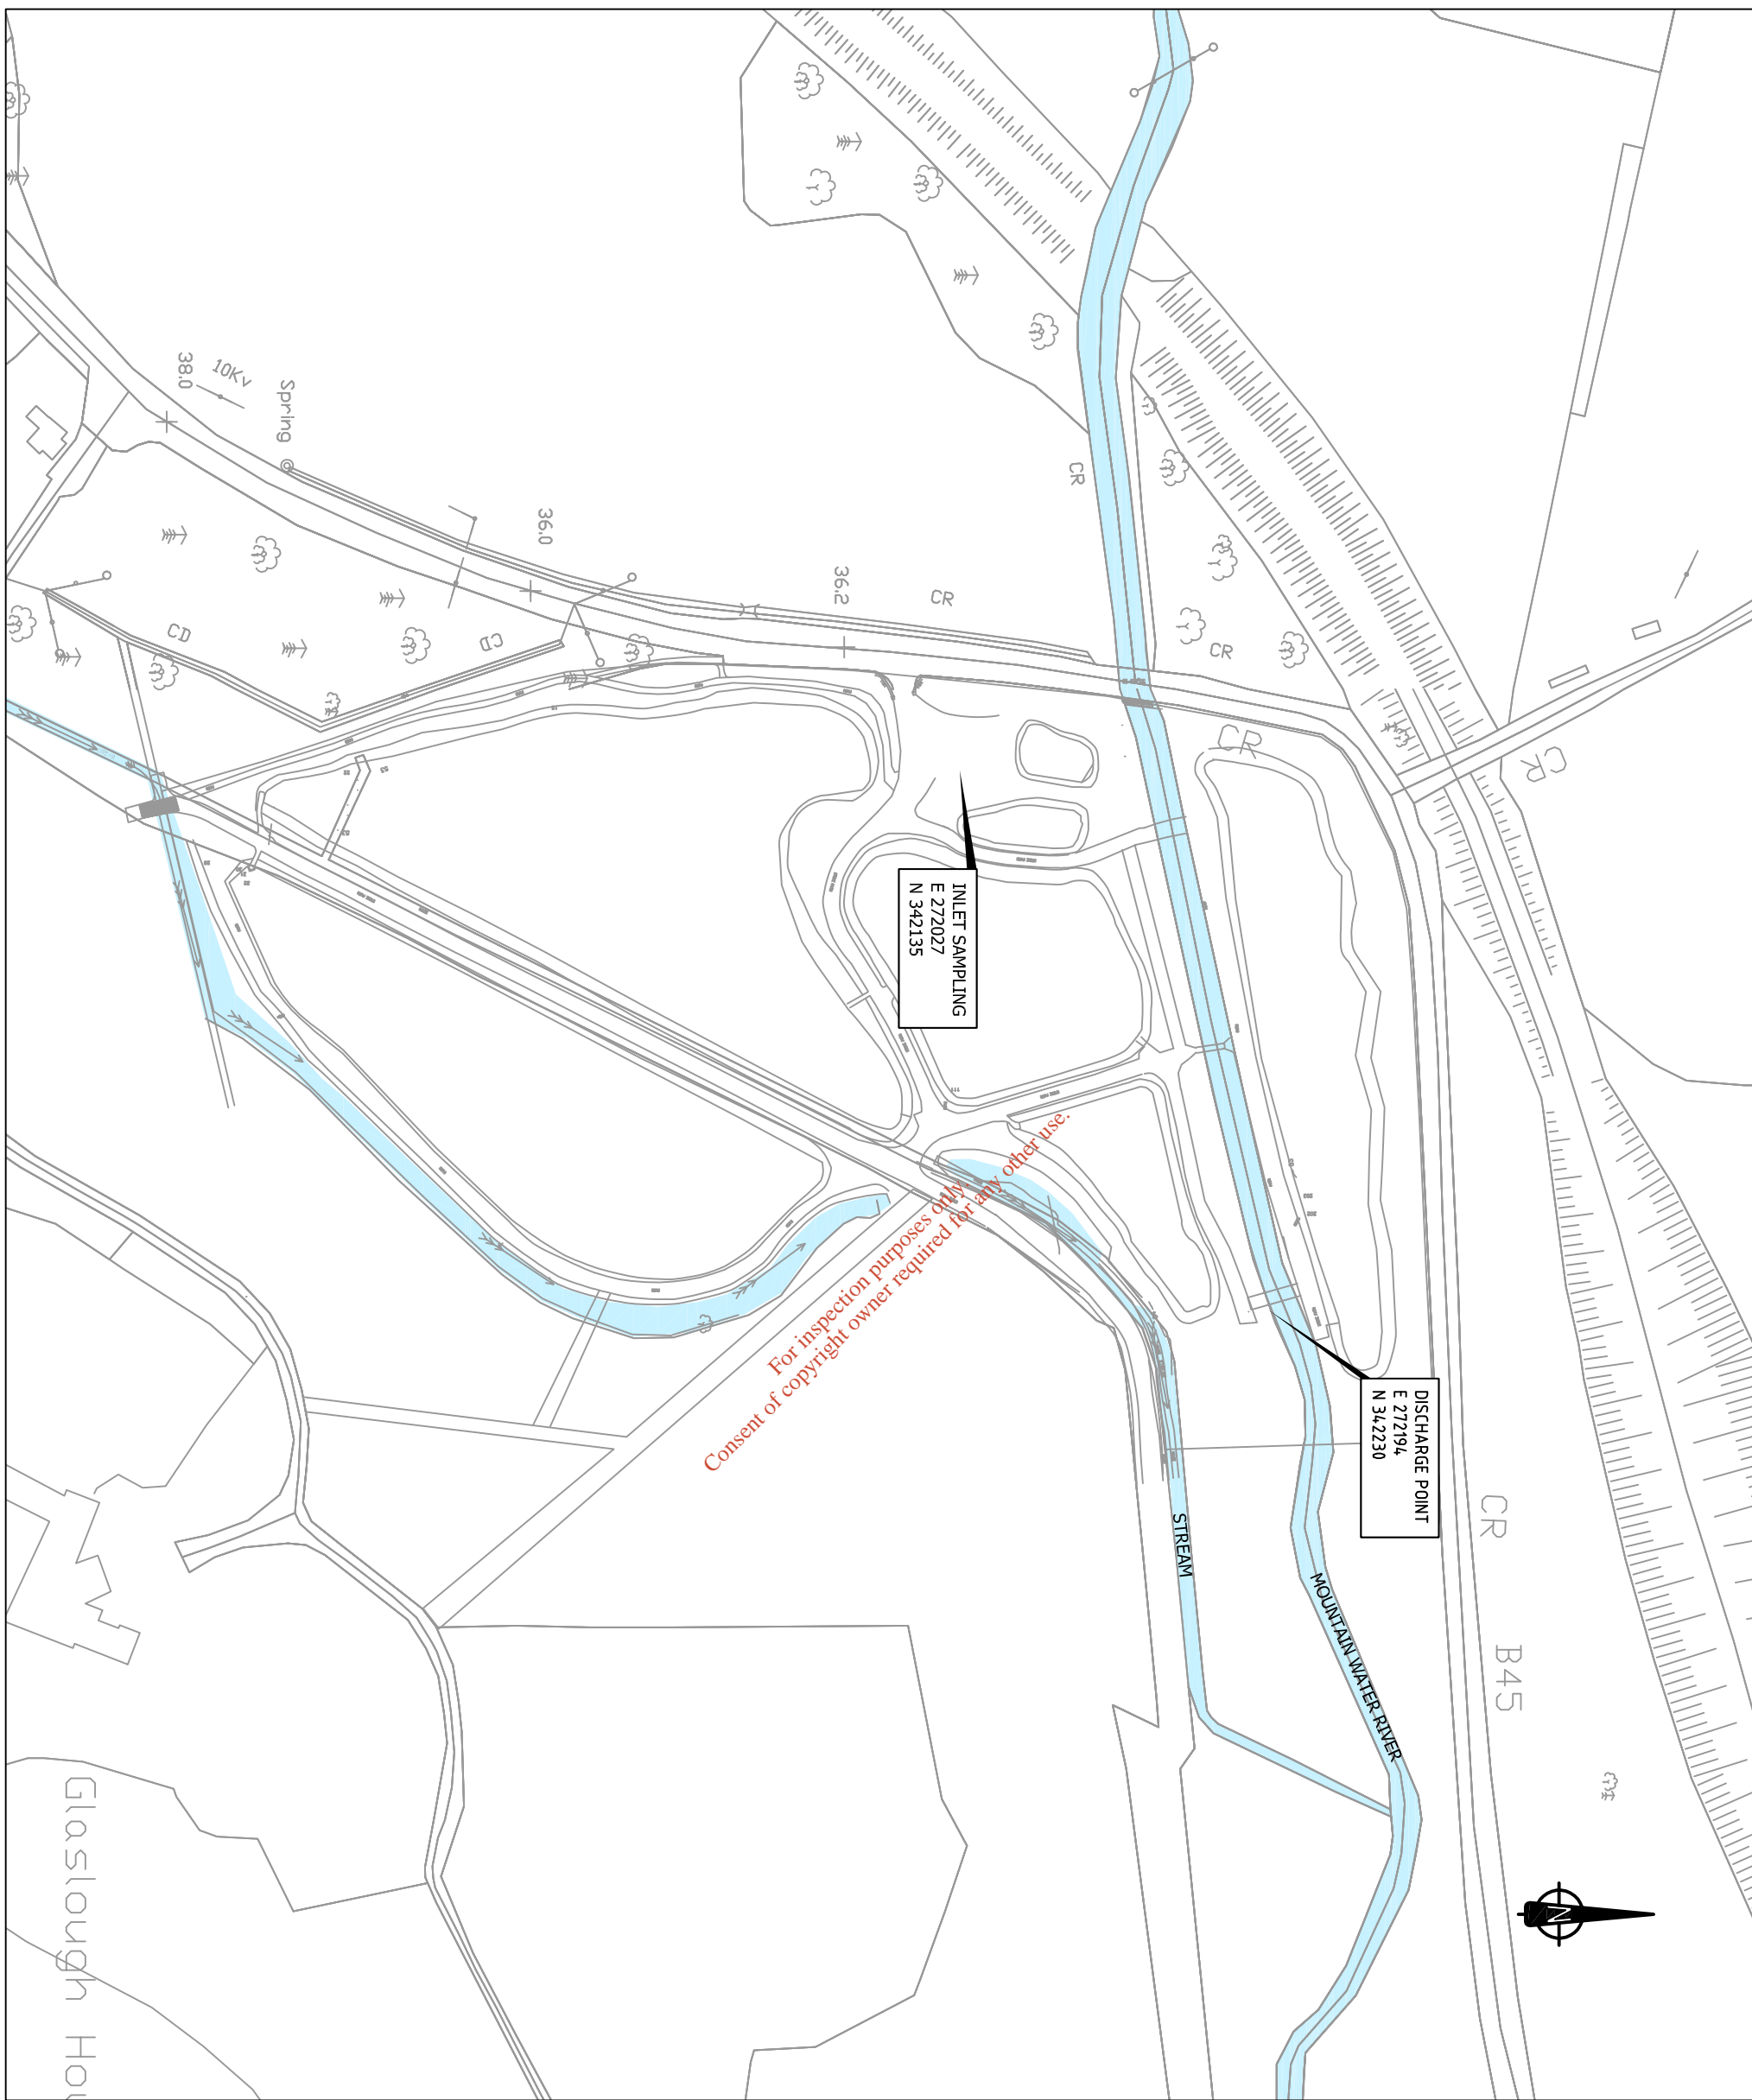 CR
B45
CR
CR
CR
CR
CR
CR
DISCHARGE POINT
E 272194
N 342230
MOUNTAIN WATER RIVER
STREAM
INLET SAMPLING
E 272027
N 342135
36.2
36.0
Spring
10Kv
38.0
CD
CD
For inspection purposes only.
Consent of copyright owner required for any other use.
Glaslough Hou
N